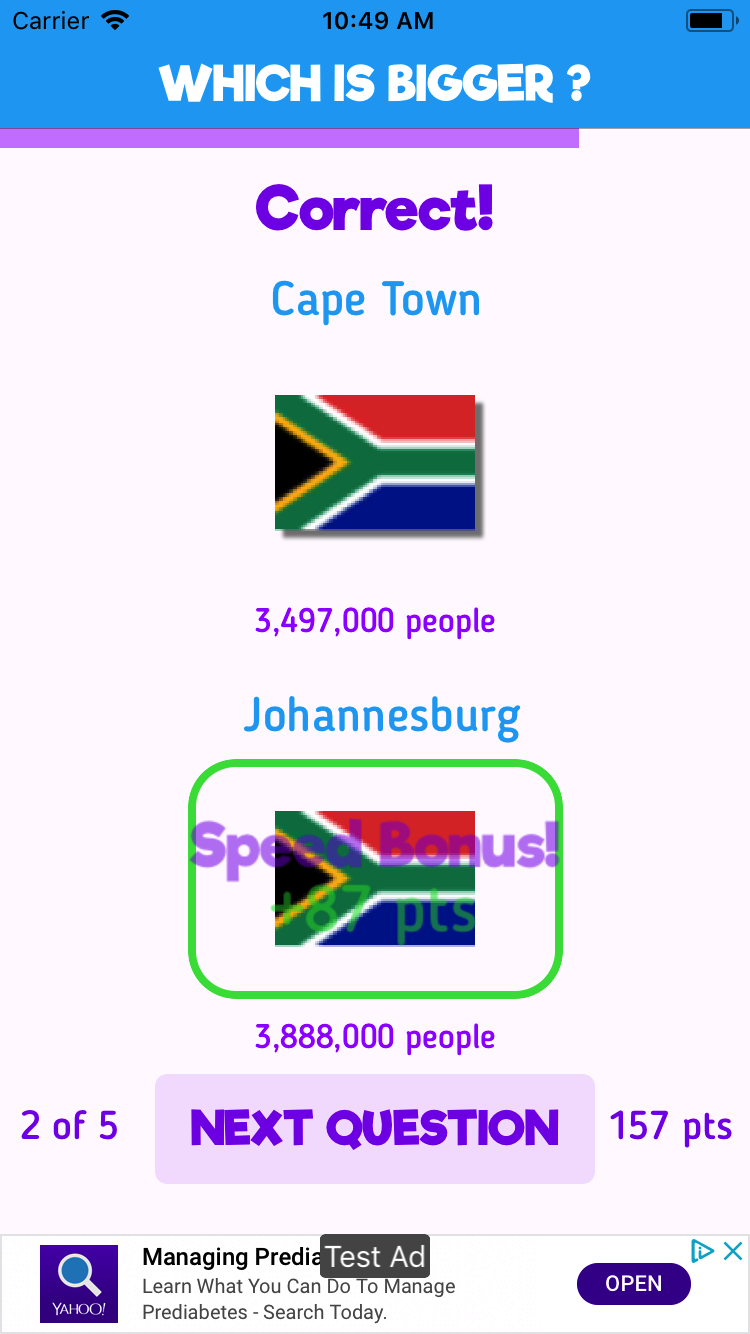 Carrier 10:49 AM
WHICH IS BIGGER ?
Correct!
Cape Town
3,497,000 people
Johannesburg
Speed Bonus!
+87 pts
3,888,000 people
2 of 5 NEXT QUESTION 157 pts
Managing Predia Test Ad
Learn What You Can Do To Manage
Prediabetes - Search Today.
YAHOO!
OPEN